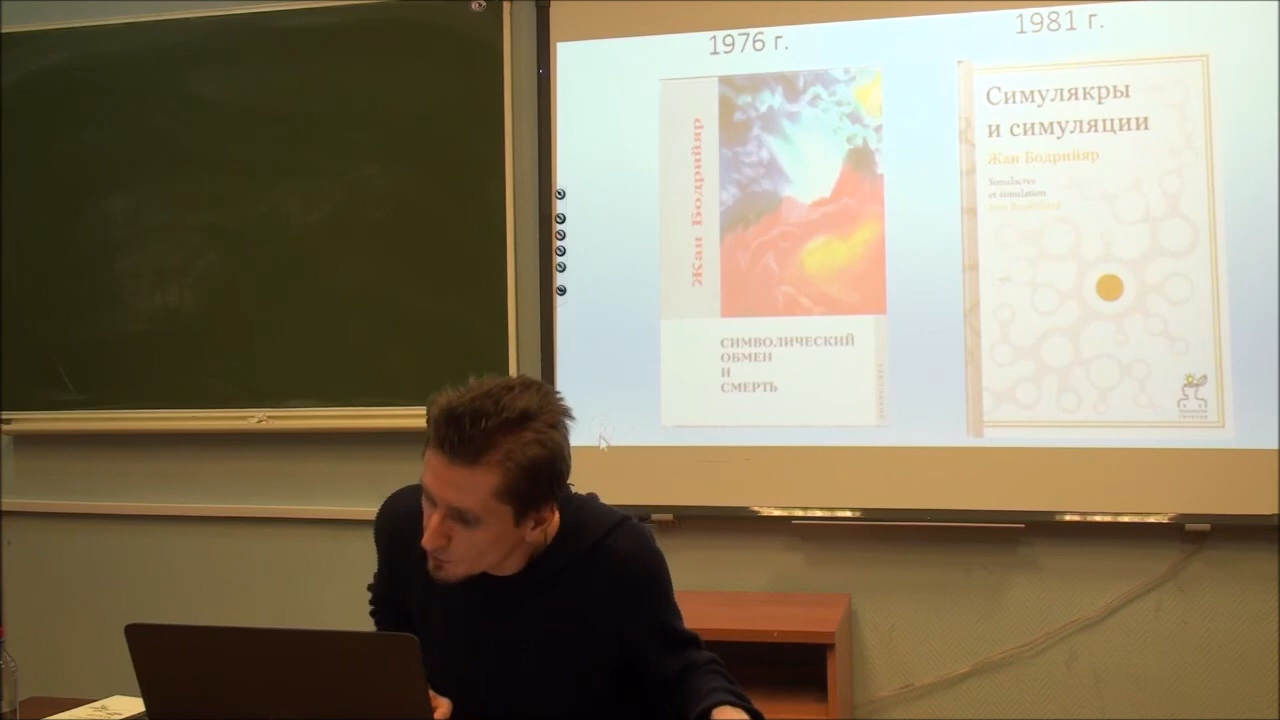 1976 г.
1981 г.
Жан Бодрийяр
СИМВОЛИЧЕСКИЙ
ОБМЕН
И
СМЕРТЬ
Симулякры
и симуляции
Жан Бодрийяр
Simulacres
et simulation